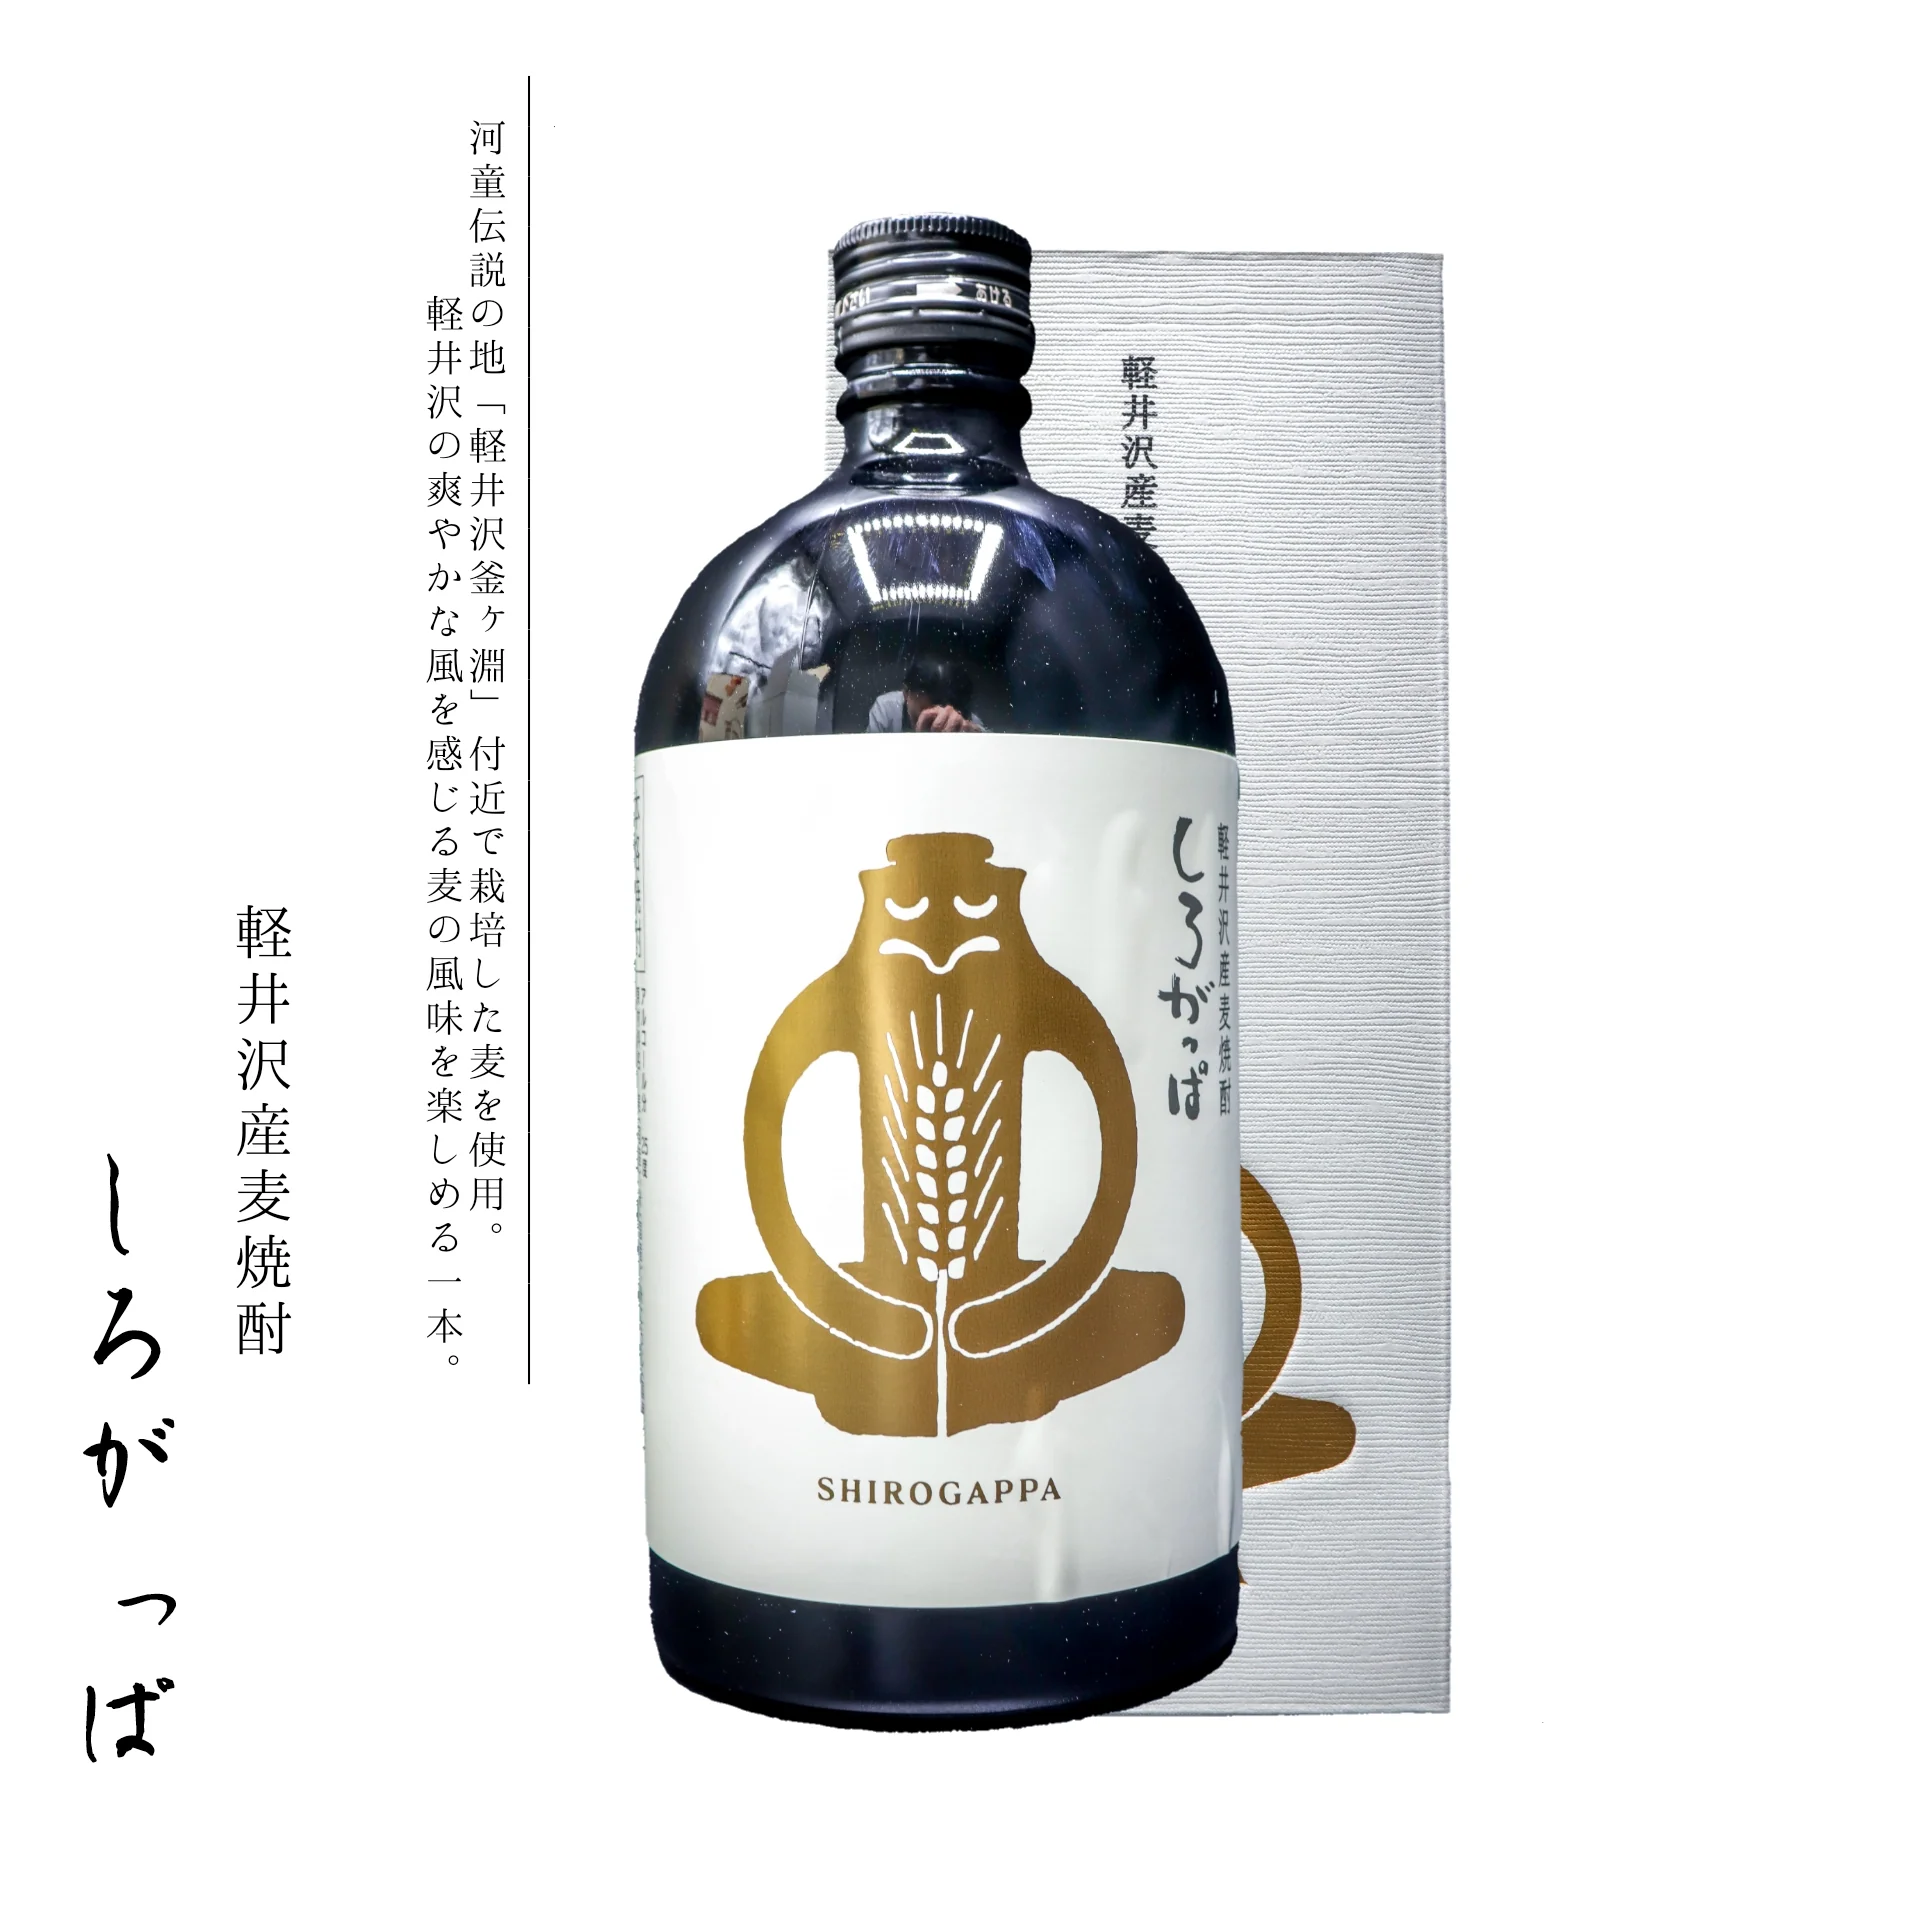 河童伝説の地「軽井沢釜ヶ淵」付近で栽培した麦を使用。
軽井沢の爽やかな風を感じる麦の風味を楽しめる一本。
軽井沢産麦焼酎
しろがっぱ
あける
軽井沢産麦
軽井沢産麦焼酎
しろがっぱ
SHIROGAPPA